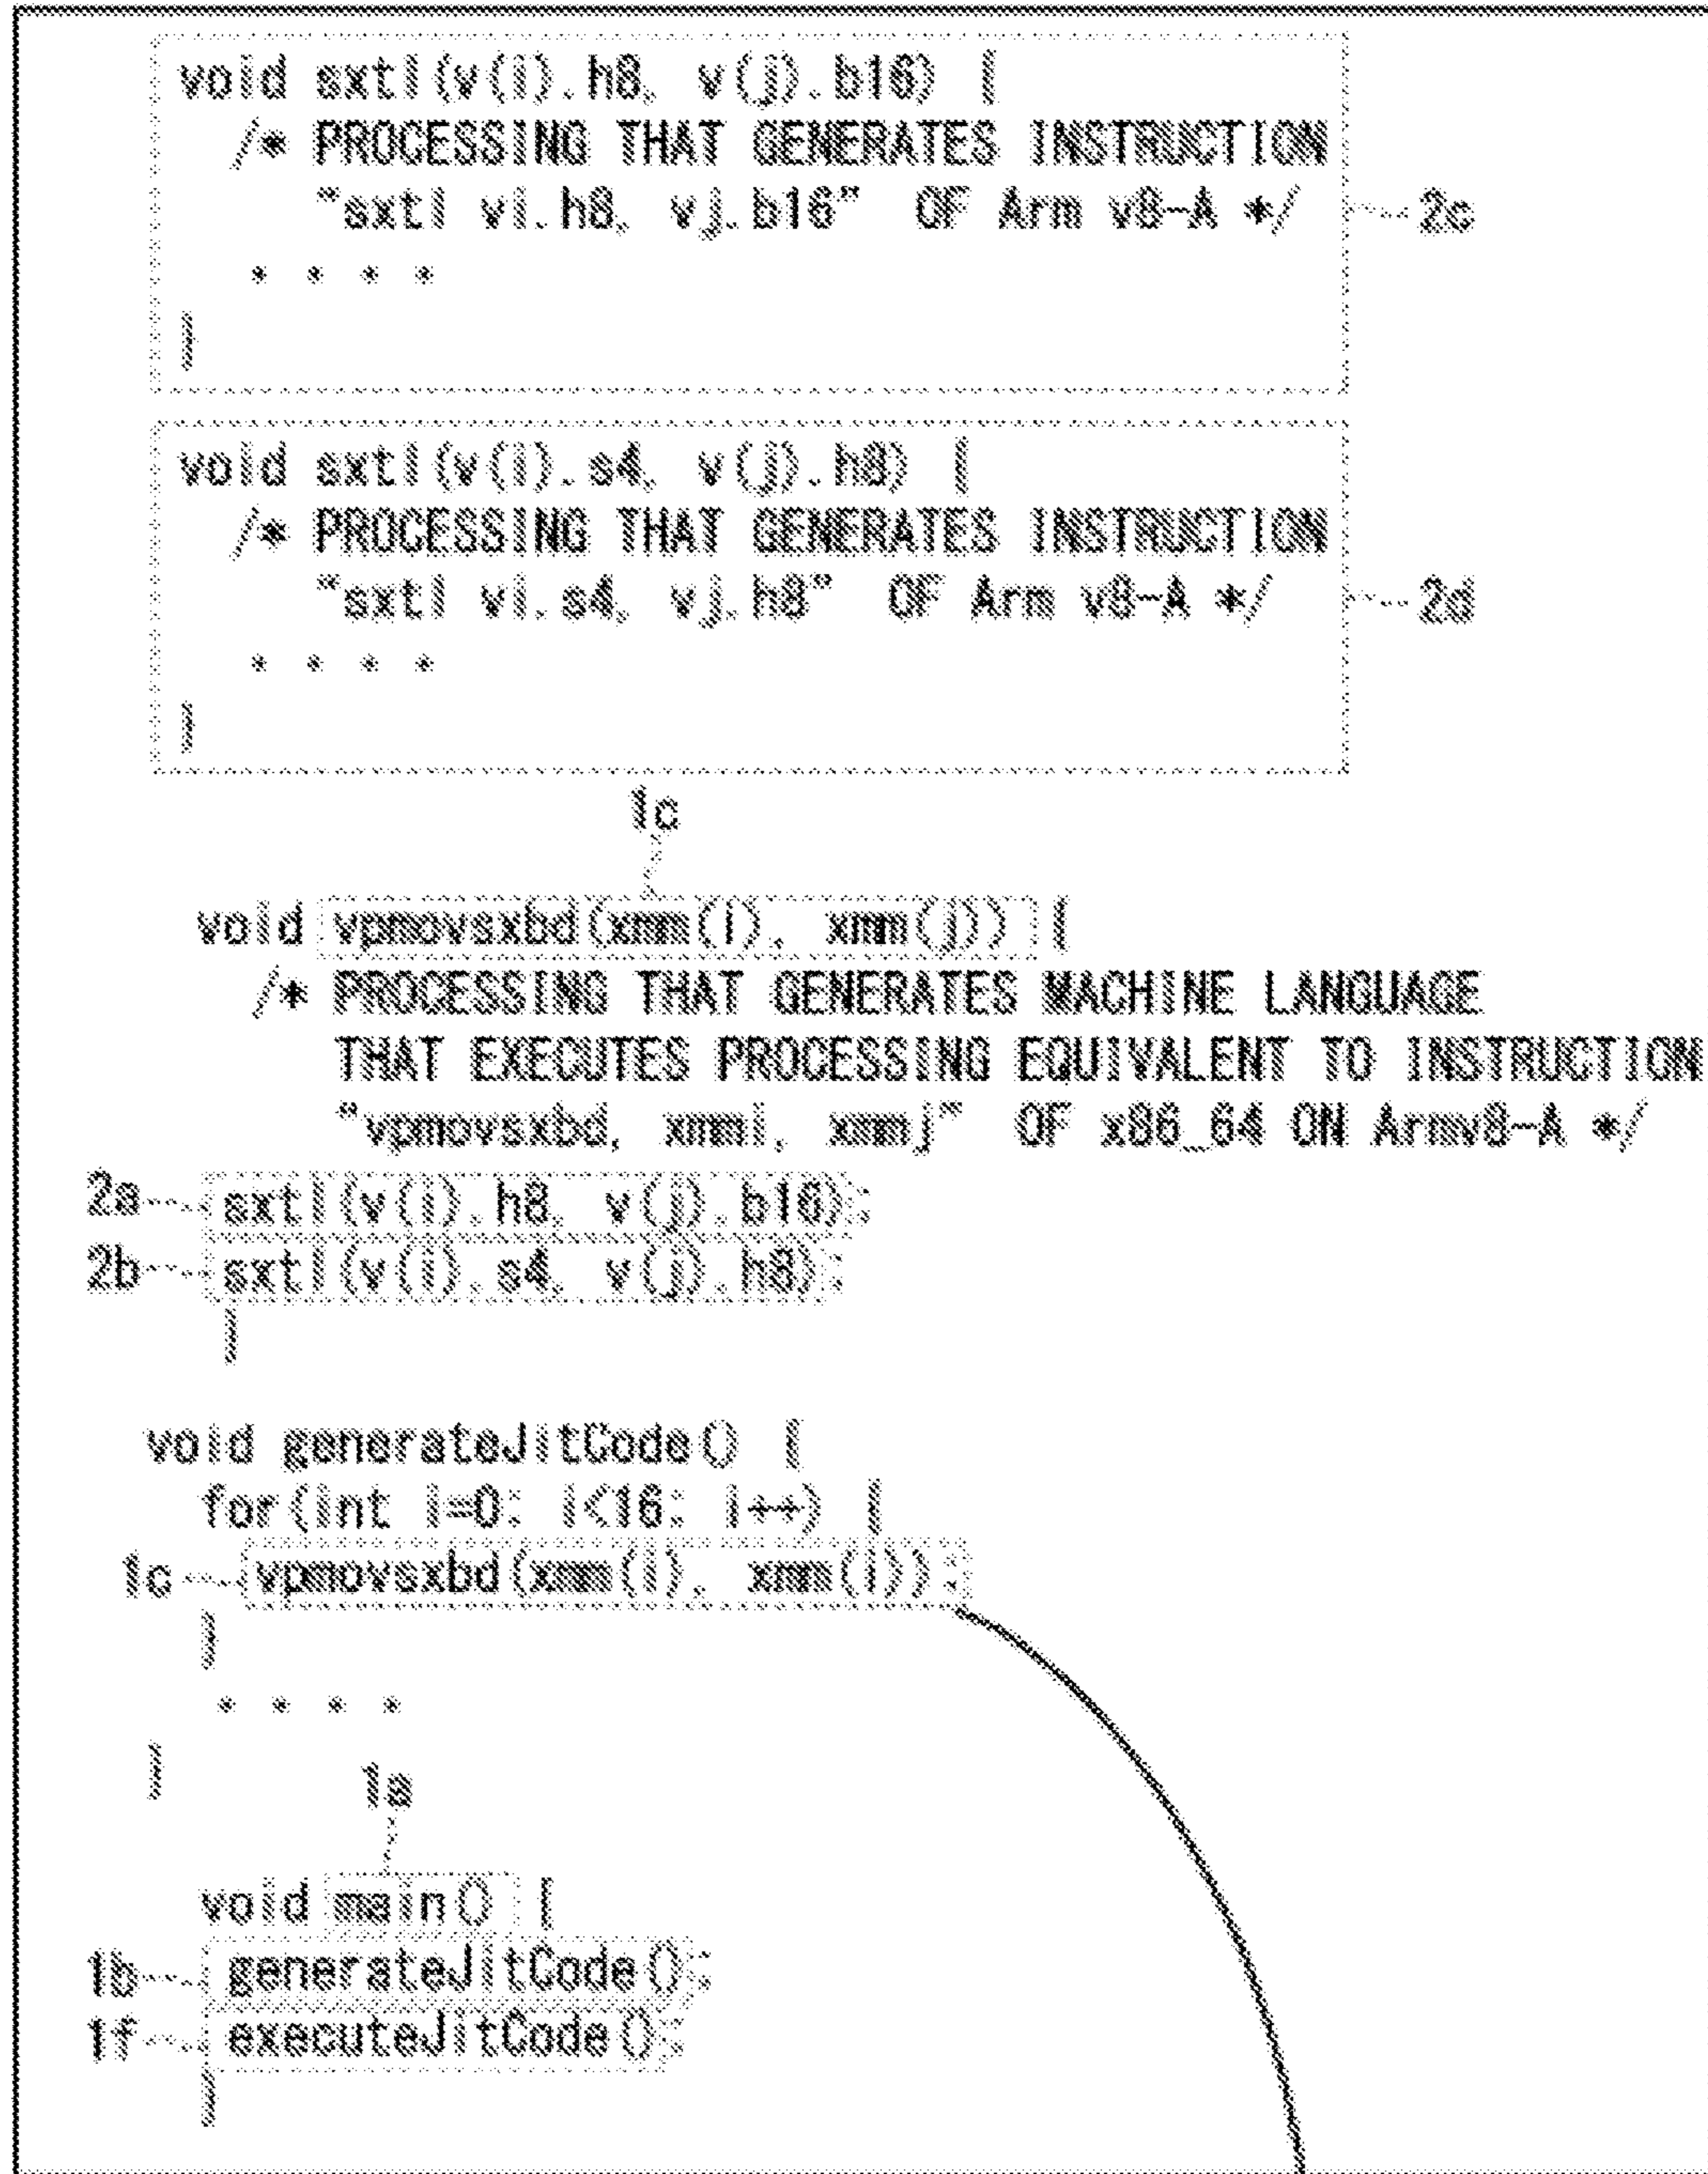 void sxtl(v(i).h8, v(j).b16) {
/* PROCESSING THAT GENERATES INSTRUCTION
"sxtl vi.h8, vj.b16" OF Arm v8-A */
2c
• • • •
}
void sxtl(v(i).s4, v(j).h8) {
/* PROCESSING THAT GENERATES INSTRUCTION
"sxtl vi.s4, vj.h8" OF Arm v8-A */
2d
• • • •
}
1c
void vpmovsxbd(xmm(i), xmm(j)) {
/* PROCESSING THAT GENERATES MACHINE LANGUAGE
THAT EXECUTES PROCESSING EQUIVALENT TO INSTRUCTION
"vpmovsxbd, xmmi, xmmj" OF x86_64 ON Armv8-A */
2a sxtl(v(i).h8, v(j).b16);
2b sxtl(v(i).s4, v(j).h8);
}
void generateJitCode() {
for(int i=0; i<16; i++) {
1c vpmovsxbd(xmm(i), xmm(i));
}
• • • •
}
1a
void main() {
1b generateJitCode();
1f executeJitCode();
}